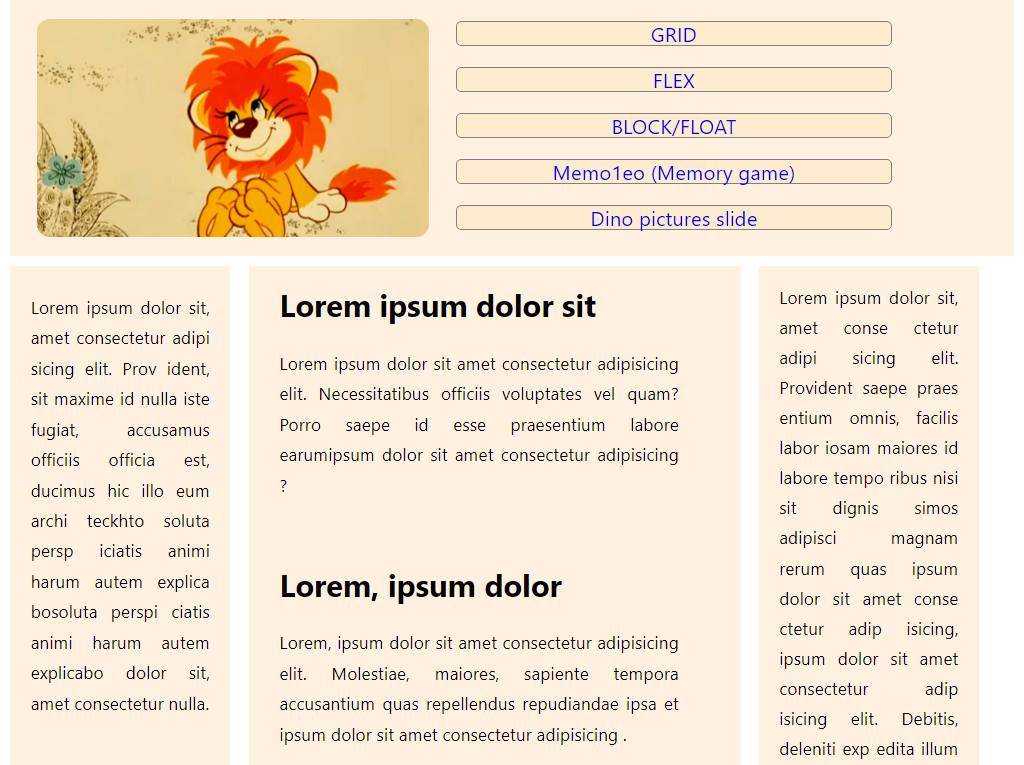 GRID
FLEX
BLOCK/FLOAT
Memo1eo (Memory game)
Dino pictures slide
Lorem ipsum dolor sit,
amet consectetur adipi
sicing elit. Prov ident,
sit maxime id nulla iste
fugiat, accusamus
officiis officia est,
ducimus hic illo eum
archi teckhto soluta
persp iciatis animi
harum autem explica
bosoluta perspi ciatis
animi harum autem
explicabo dolor sit,
amet consectetur nulla.
Lorem ipsum dolor sit
Lorem ipsum dolor sit amet consectetur adipisicing
elit. Necessitatibus officiis voluptates vel quam?
Porro saepe id esse praesentium labore
earumipsum dolor sit amet consectetur adipisicing
?
Lorem, ipsum dolor
Lorem, ipsum dolor sit amet consectetur adipisicing
elit. Molestiae, maiores, sapiente tempora
accusantium quas repellendus repudiandae ipsa et
ipsum dolor sit amet consectetur adipisicing .
Lorem ipsum dolor sit,
amet conse ctetur
adipi sicing elit.
Provident saepe praes
entium omnis, facilis
labor iosam maiores id
labore tempo ribus nisi
sit dignis simos
adipisci magnam
rerum quas ipsum
dolor sit amet conse
ctetur adip isicing,
ipsum dolor sit amet
consectetur adip
isicing elit. Debitis,
deleniti exp edita illum